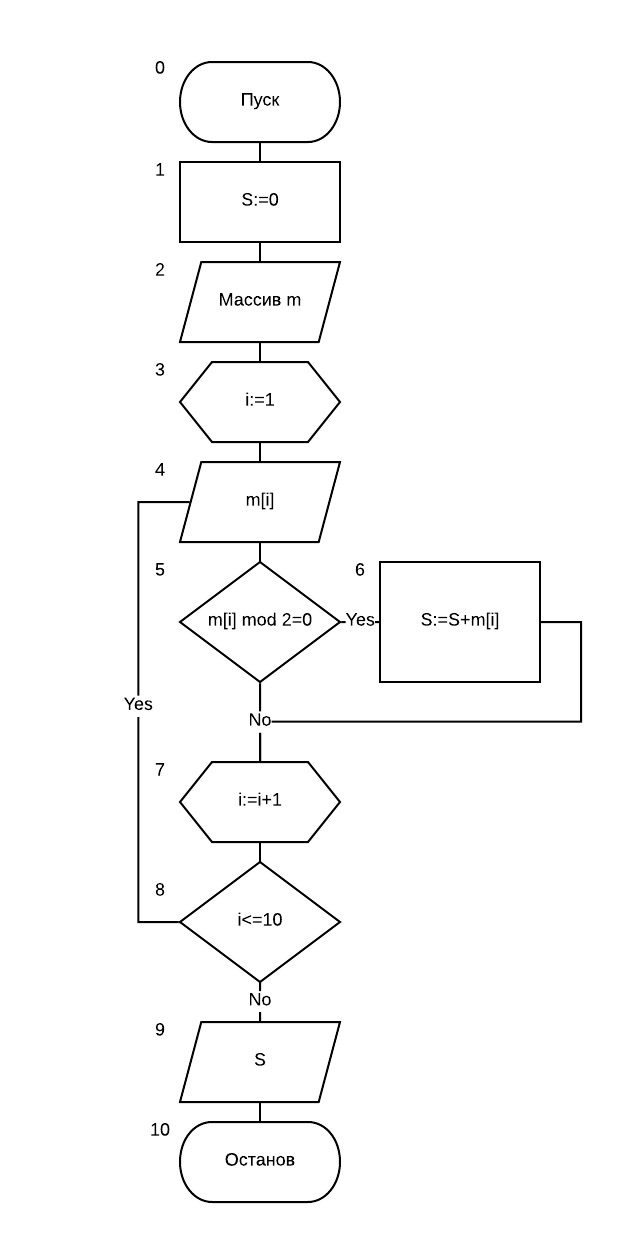 0
Пуск
1
S:=0
2
Массив m
3
i:=1
4
m[i]
5
m[i] mod 2=0
Yes
6
S:=S+m[i]
Yes
No
7
i:=i+1
8
i<=10
No
9
S
10
Останов